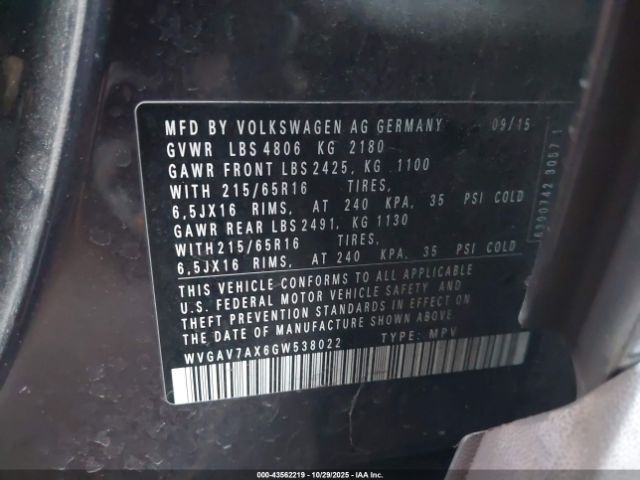 MFD BY VOLKSWAGEN AG GERMANY 09/15
GVWR LBS 4806 KG 2180
GAWR FRONT LBS 2425, KG 1100
WITH 215/65R16 TIRES,
6,5JX16 RIMS, AT 240 KPA, 35 PSI COLD
GAWR REAR LBS 2491, KG 1130
WITH 215/65R16 TIRES,
6,5JX16 RIMS, AT 240 KPA, 35 PSI COLD
THIS VEHICLE CONFORMS TO ALL APPLICABLE
U.S. FEDERAL MOTOR VEHICLE SAFETY AND
THEFT PREVENTION STANDARDS IN EFFECT ON
THE DATE OF MANUFACTURE SHOWN ABOVE.
WVGAV7AX6GW538022 TYPE: MPV
000-43562219 | 10/29/2025 | Copyright © 2025 IAA, Inc.